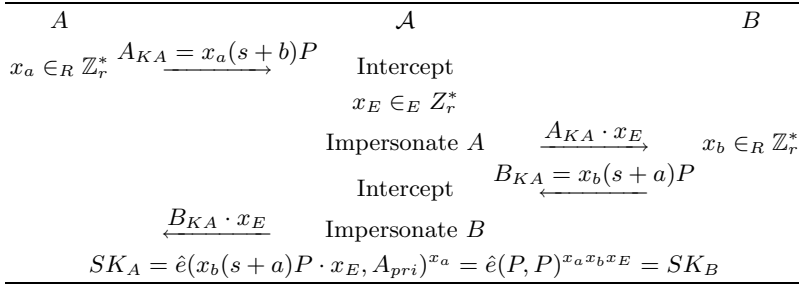 A 𝒜 B
x_a ∈_R ℤ_r^* A_{KA} = x_a(s + b)P Intercept
x_E ∈_E Z_r^*
Impersonate A A_{KA} · x_E x_b ∈_R ℤ_r^*
Intercept B_{KA} = x_b(s + a)P
B_{KA} · x_E Impersonate B
SK_A = ê(x_b(s + a)P · x_E, A_{pri})^{x_a} = ê(P, P)^{x_a x_b x_E} = SK_B